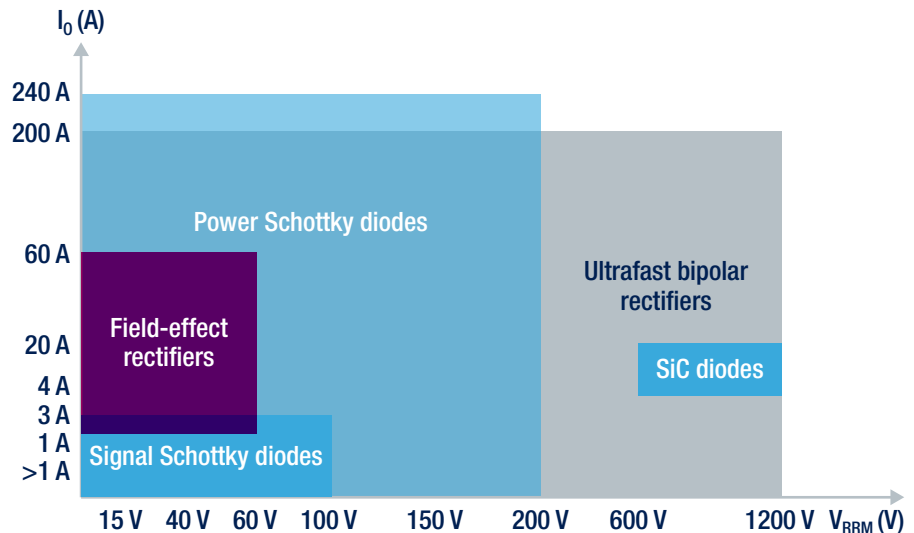 I0 (A)
240 A
200 A
Power Schottky diodes
60 A
Ultrafast bipolar
rectifiers
Field-effect
rectifiers
20 A
SiC diodes
4 A
3 A
1 A
Signal Schottky diodes
>1 A
15 V 40 V 60 V 100 V 150 V 200 V 600 V 1200 V VRRM (V)